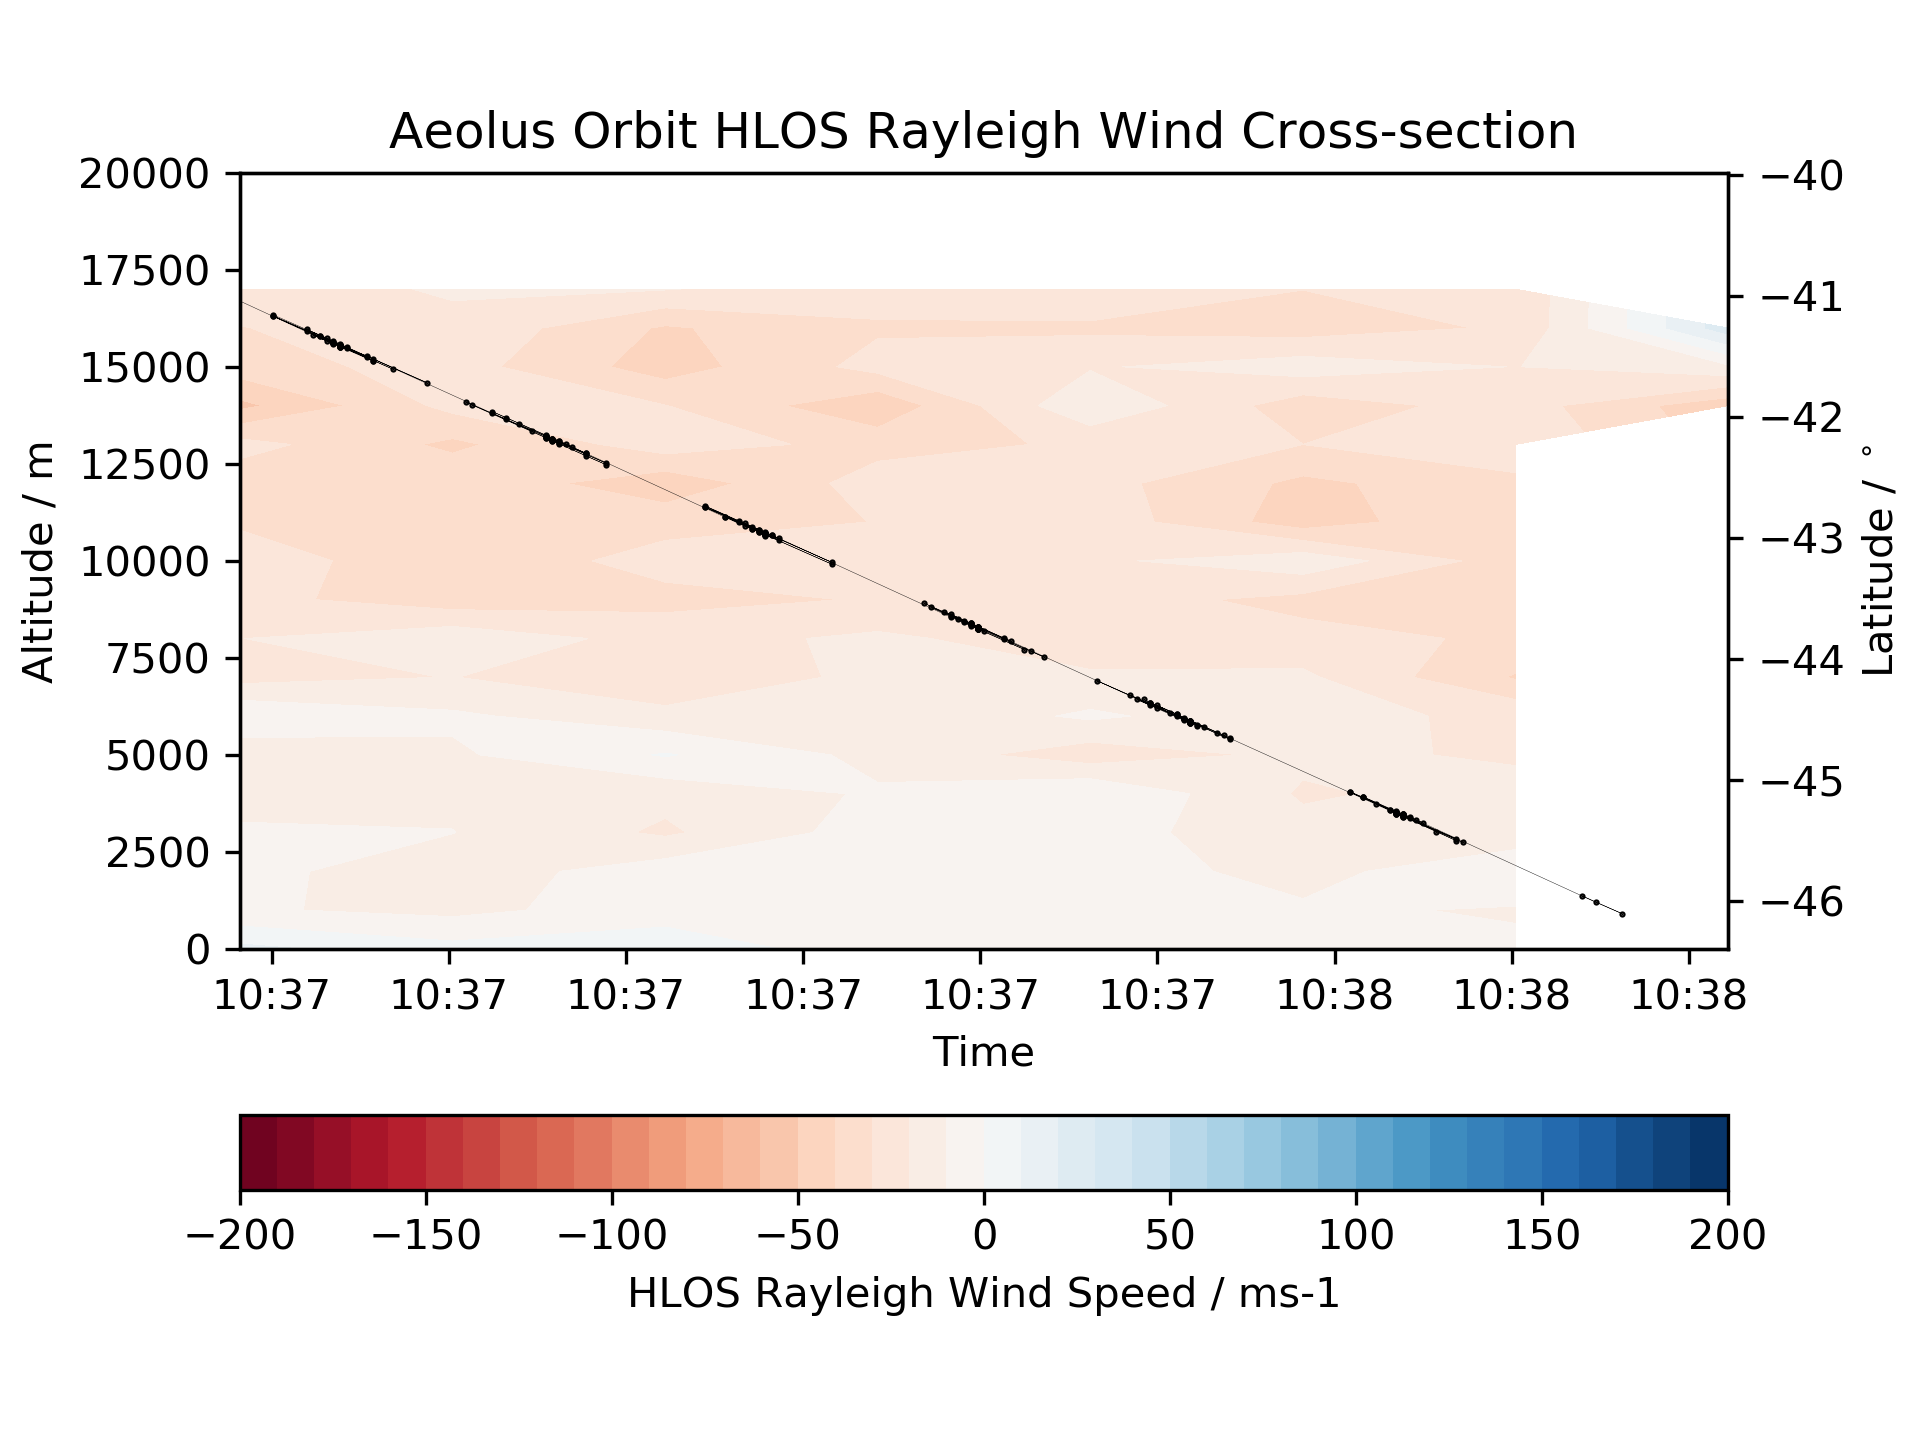 Aeolus Orbit HLOS Rayleigh Wind Cross-section
20000
17500
15000
12500
10000
7500
5000
2500
0
Altitude / m
−40
−41
−42
−43
−44
−45
−46
Latitude / °
10:37 10:37 10:37 10:37 10:37 10:37 10:38 10:38 10:38
Time
−200 −150 −100 −50 0 50 100 150 200
HLOS Rayleigh Wind Speed / ms-1